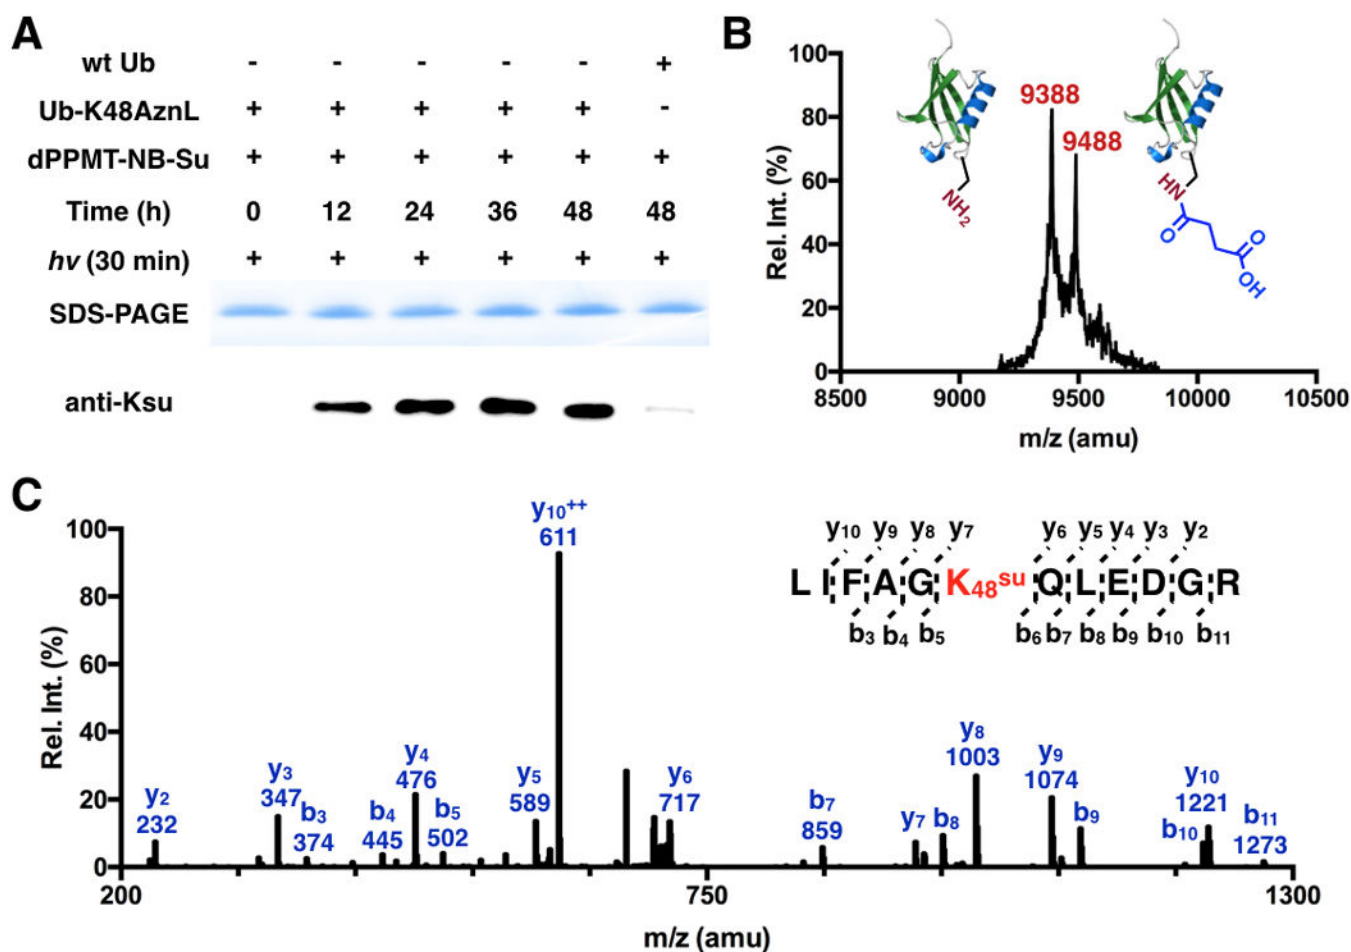 A
wt Ub - - - - - +
Ub-K48AznL + + + + + -
dPPMT-NB-Su + + + + + +
Time (h) 0 12 24 36 48 48
hv (30 min) + + + + + +
SDS-PAGE
anti-Ksu
B
Rel. Int. (%)
100
80
60
40
20
0
9388
9488
NH2
HN
O
O
OH
8500 9000 9500 10000 10500
m/z (amu)
C
Rel. Int. (%)
100
80
60
40
20
0
y10++
611
y2
232
y3
347
b3
374
b4
445
y4
476
b5
502
y5
589
y6
717
b7
859
y7
b8
y8
1003
y9
1074
b9
b10
y10
1221
b11
1273
y10 y9 y8 y7 y6 y5 y4 y3 y2
L I F A G K48su Q L E D G R
b3 b4 b5 b6 b7 b8 b9 b10 b11
200 750 1300
m/z (amu)